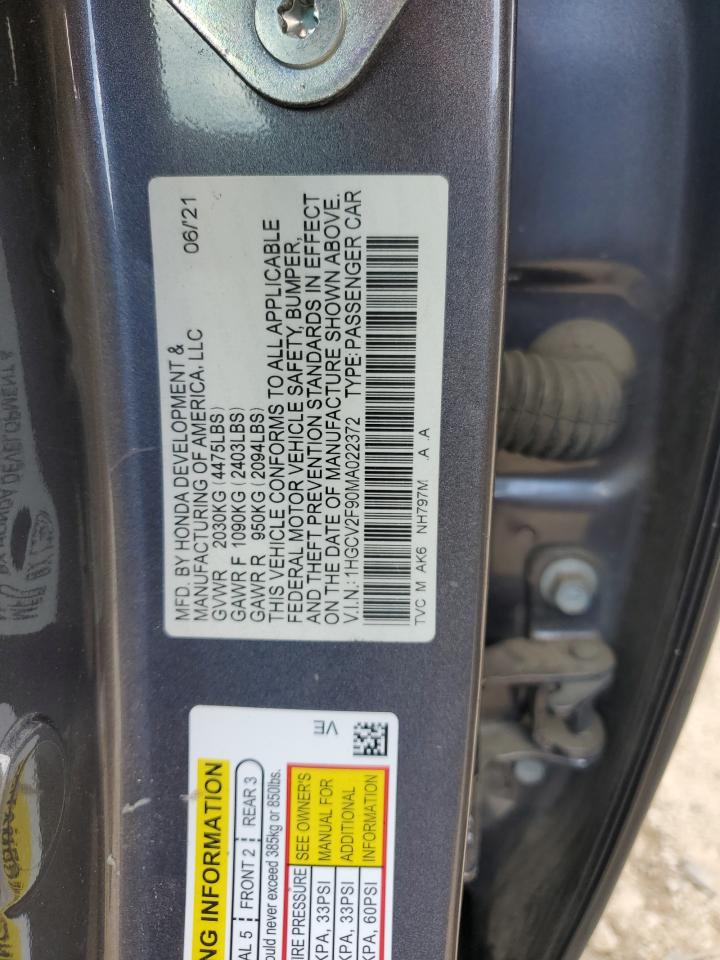 MFD. BY HONDA DEVELOPMENT & 06/'21
MANUFACTURING OF AMERICA, LLC
GVWR 2030KG (4475LBS)
GAWR F 1090KG (2403LBS)
GAWR R 950KG (2094LBS)
THIS VEHICLE CONFORMS TO ALL APPLICABLE
FEDERAL MOTOR VEHICLE SAFETY, BUMPER,
AND THEFT PREVENTION STANDARDS IN EFFECT
ON THE DATE OF MANUFACTURE SHOWN ABOVE.
V.I.N.: 1HGCV2F90MA022372 TYPE: PASSENGER CAR
TVC M AK6 NH797M .A .A
NG INFORMATION
AL 5 FRONT 2 REAR 3
ould never exceed 385kg or 850lbs.
IRE PRESSURE SEE OWNER'S
KPA, 33PSI MANUAL FOR
KPA, 33PSI ADDITIONAL
KPA, 60PSI INFORMATION
VE